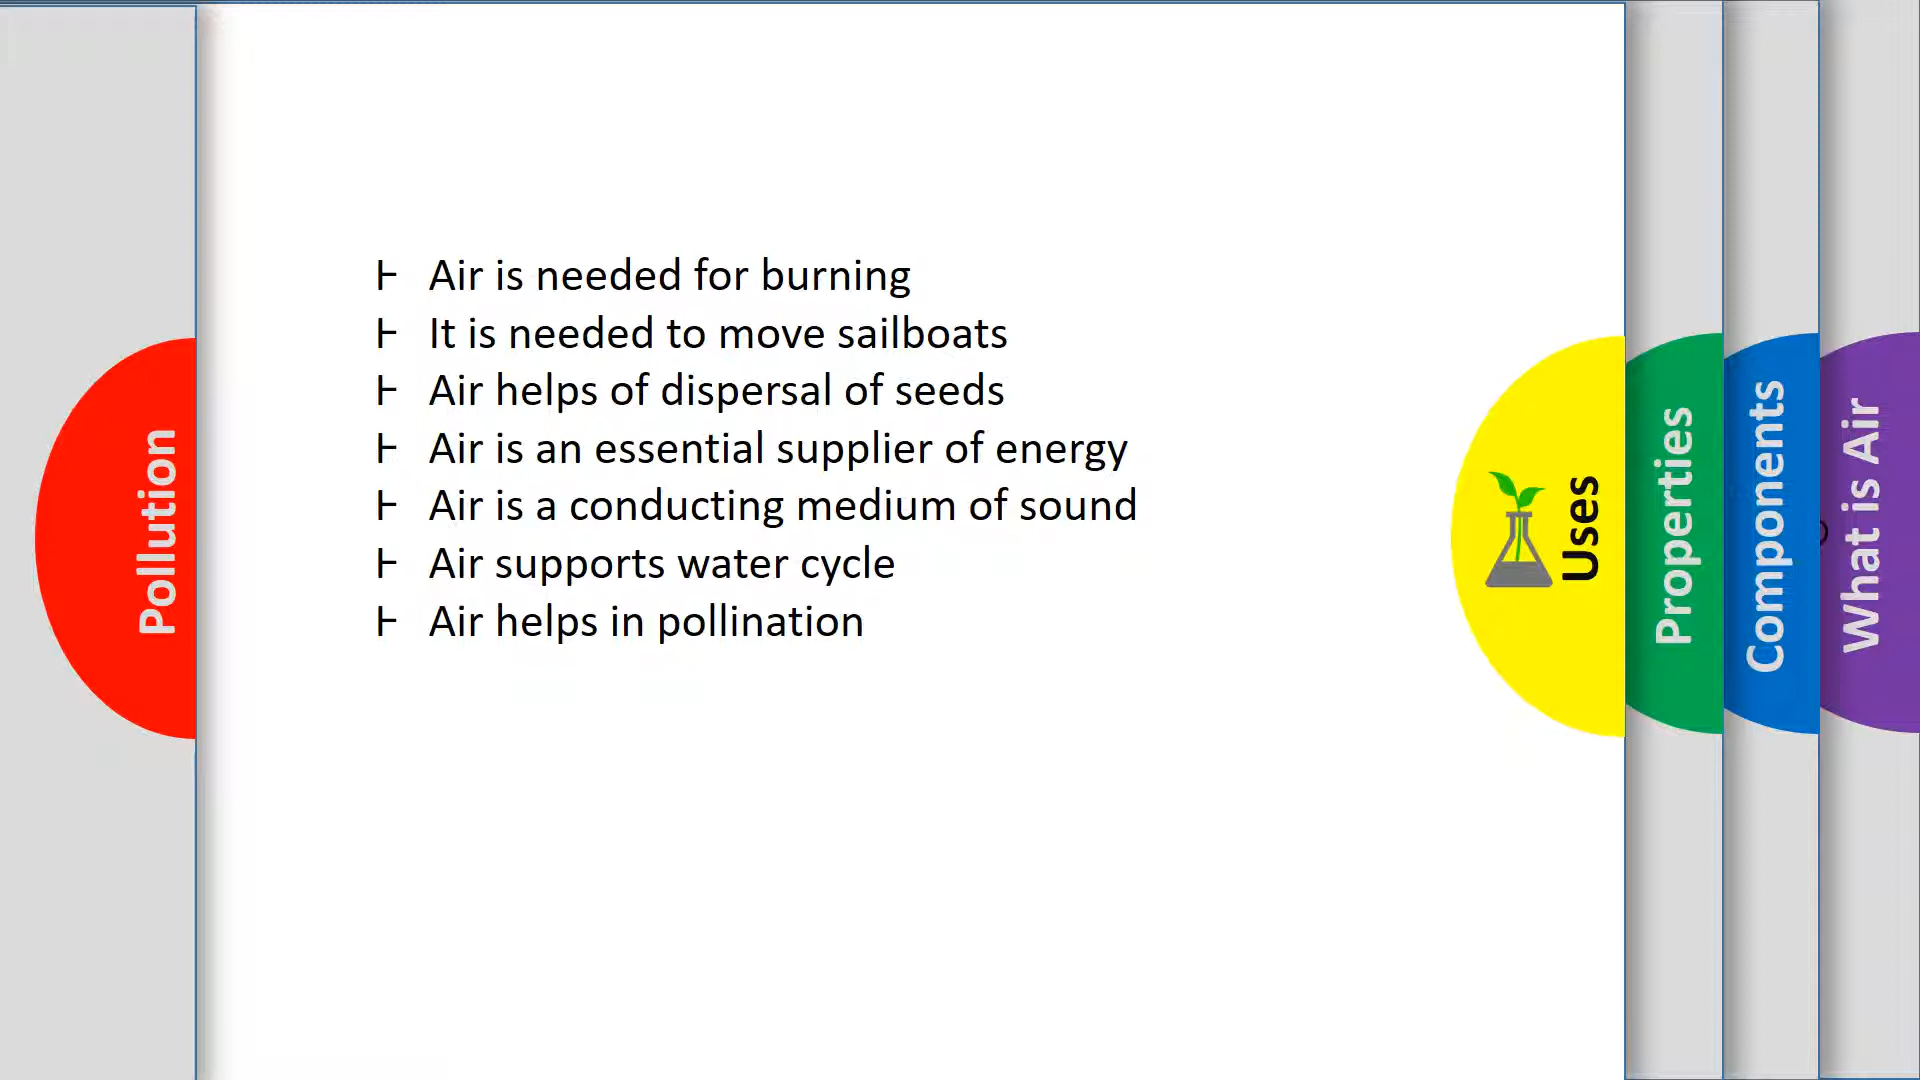 Pollution
Ⱶ Air is needed for burning
Ⱶ It is needed to move sailboats
Ⱶ Air helps of dispersal of seeds
Ⱶ Air is an essential supplier of energy
Ⱶ Air is a conducting medium of sound
Ⱶ Air supports water cycle
Ⱶ Air helps in pollination
Uses
Properties
Components
What is Air